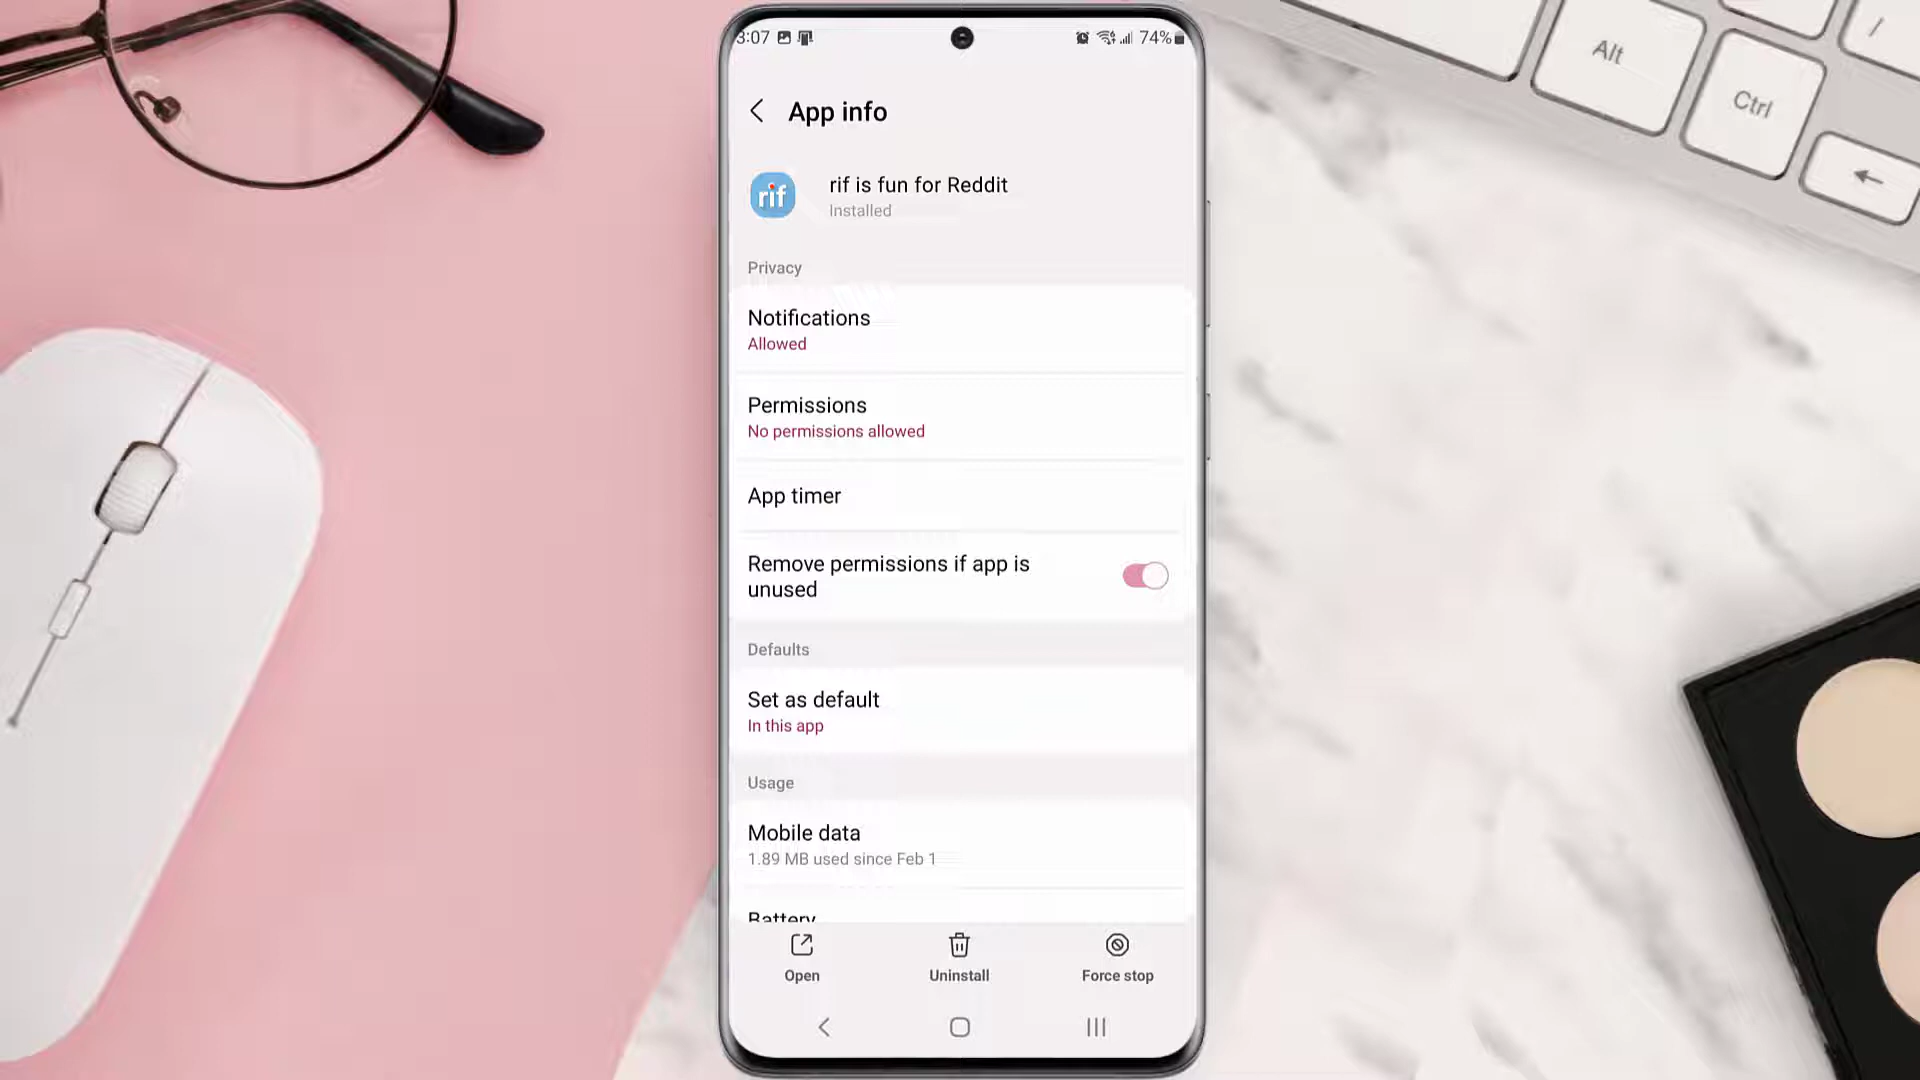 3:07
74%
App info
rif
rif is fun for Reddit
Installed
Privacy
Notifications
Allowed
Permissions
No permissions allowed
App timer
Remove permissions if app is
unused
Defaults
Set as default
In this app
Usage
Mobile data
1.89 MB used since Feb 1
Battery
Open
Uninstall
Force stop
Alt
Ctrl
/